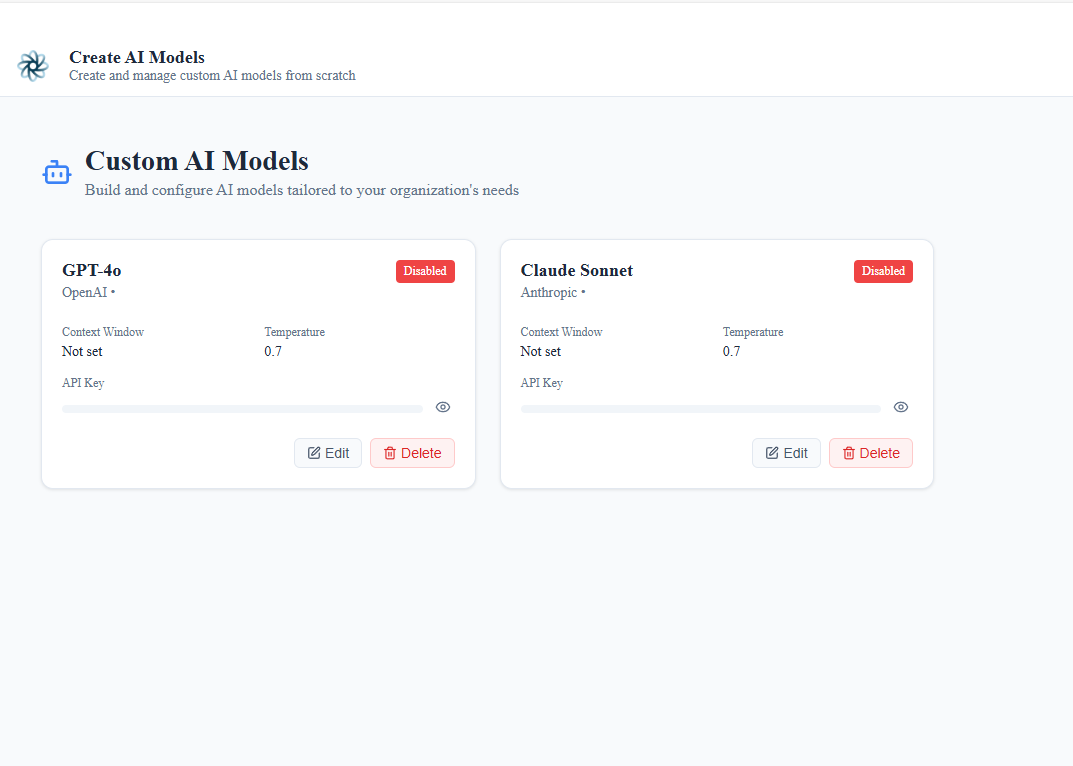 Create AI Models
Create and manage custom AI models from scratch
Custom AI Models
Build and configure AI models tailored to your organization's needs
GPT-4o
Disabled
OpenAI •
Context Window
Temperature
Not set
0.7
API Key
Edit
Delete
Claude Sonnet
Disabled
Anthropic •
Context Window
Temperature
Not set
0.7
API Key
Edit
Delete